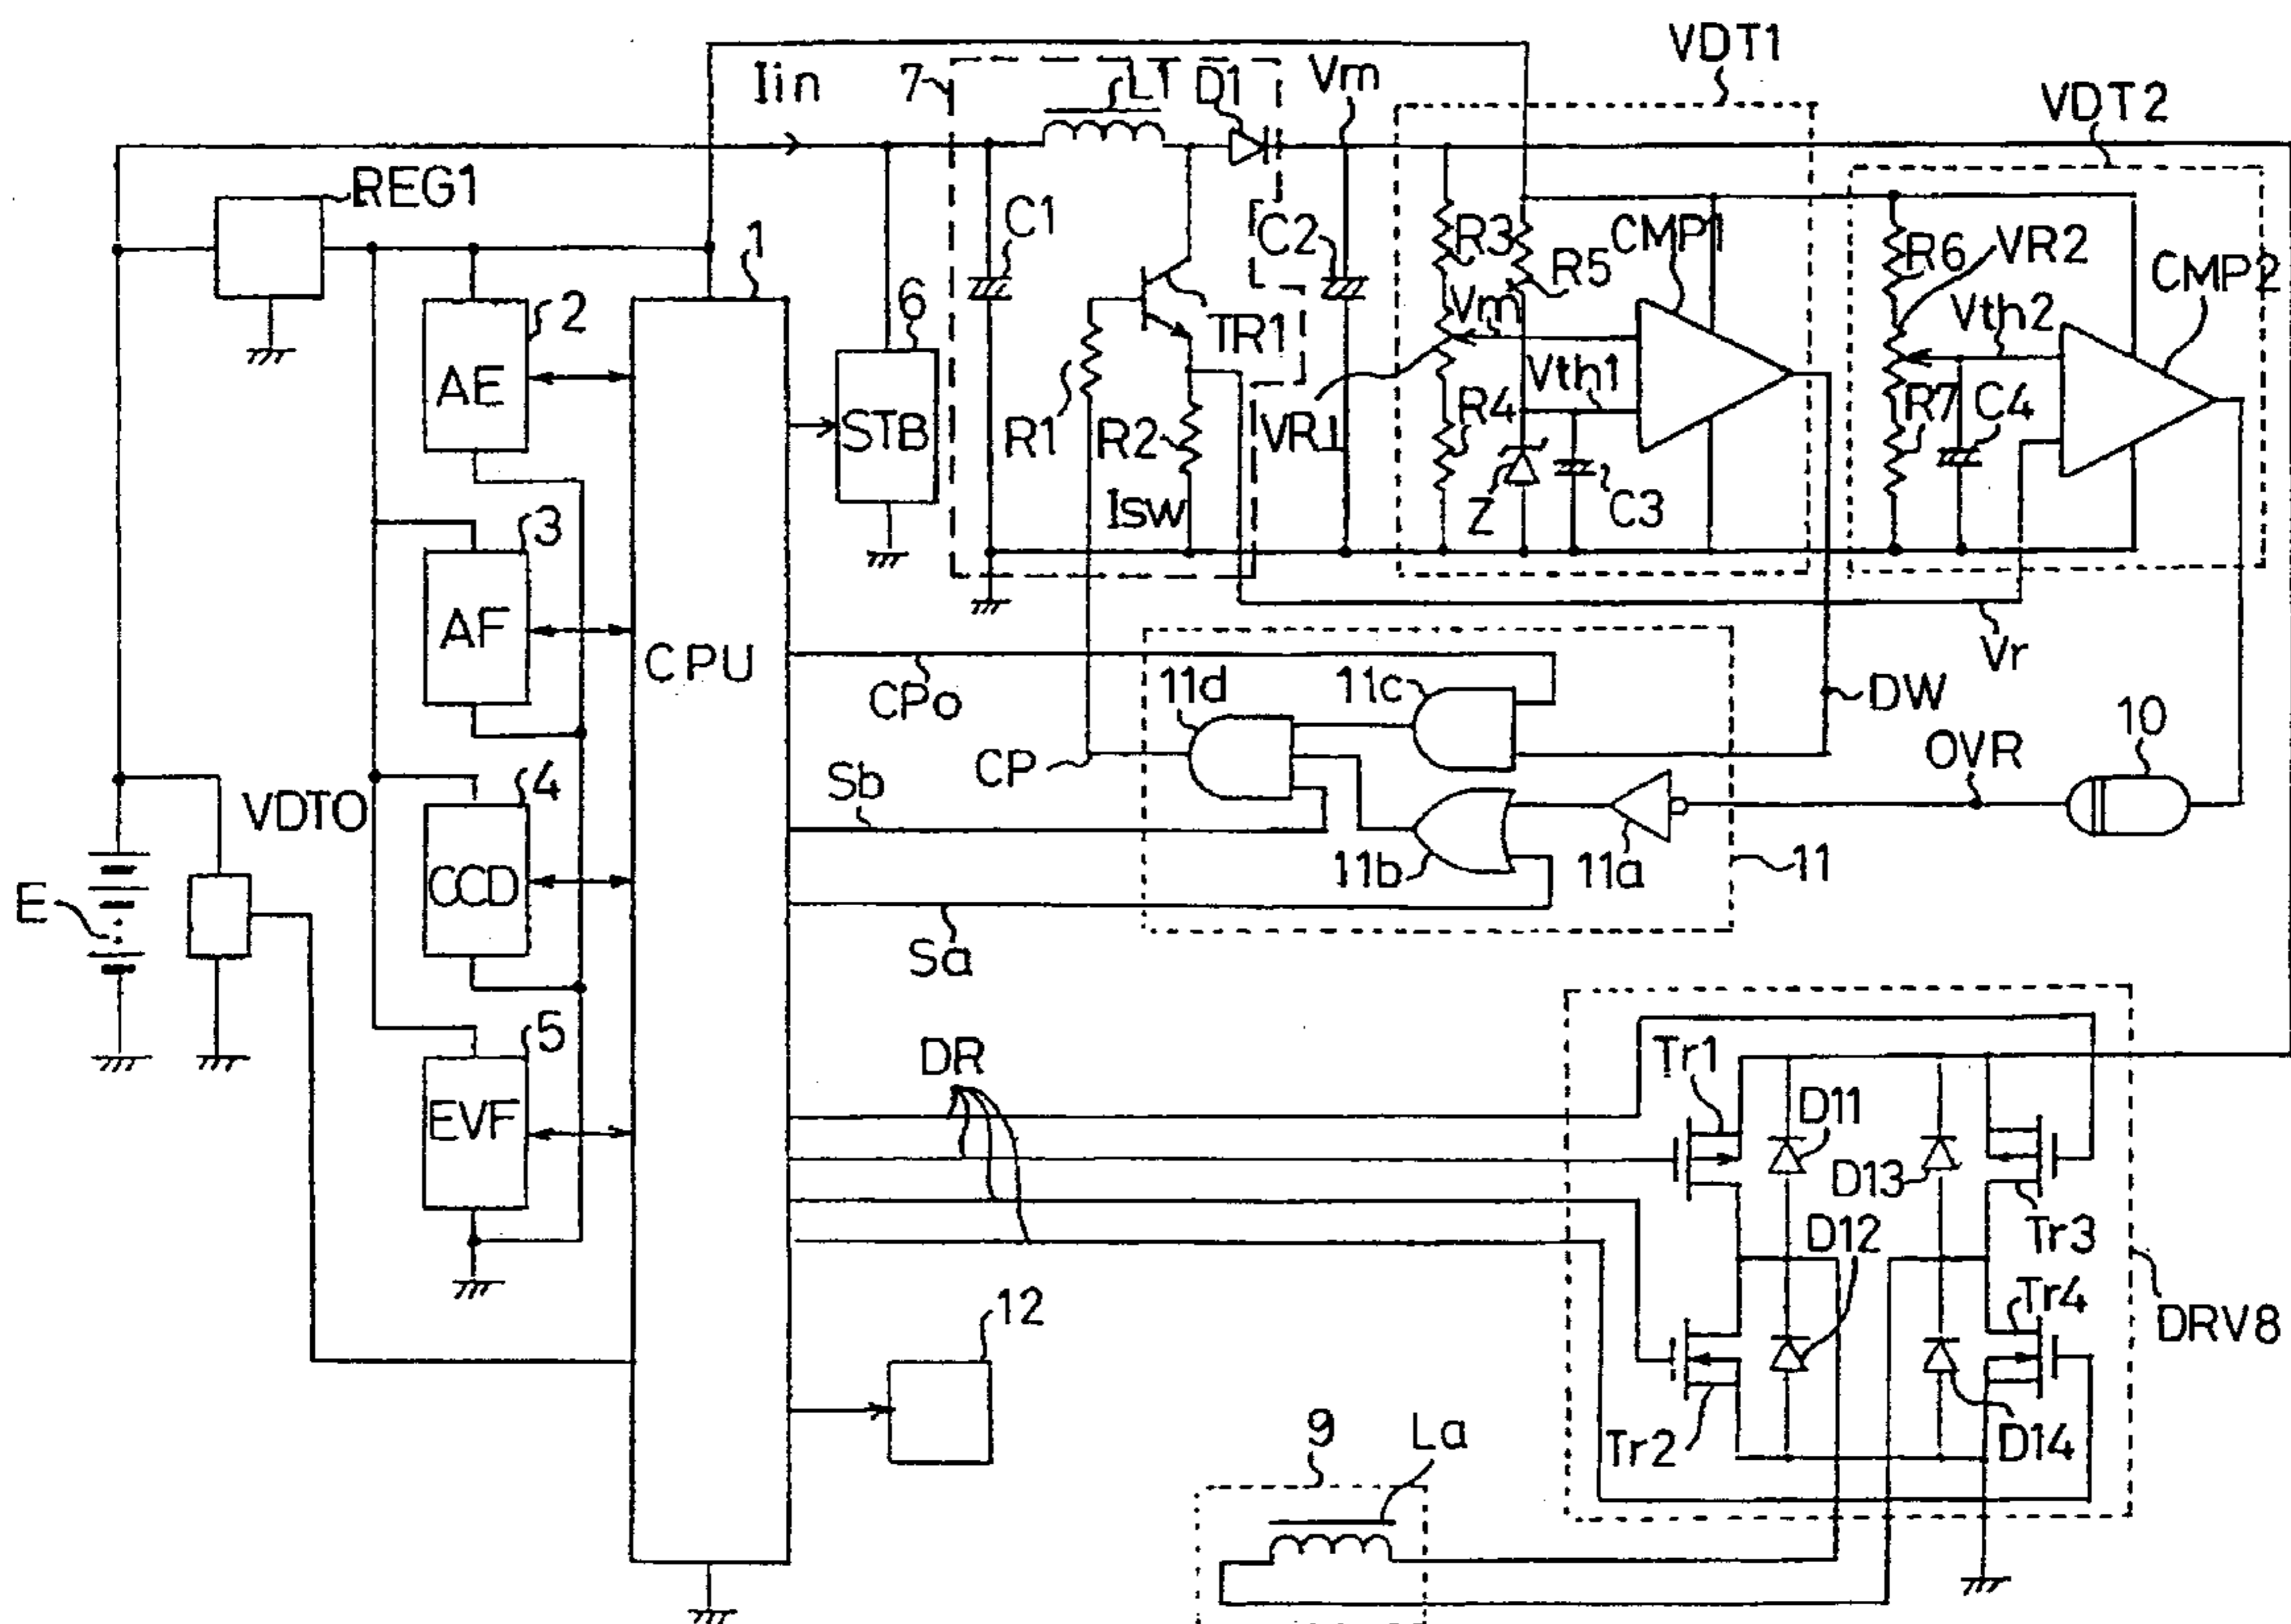 VDT1
Iin
7
LT
D1
Vm
VDT2
REG1
1
C1
C2
R3
R5
CMP1
R6
VR2
CMP2
2
6
TR1
Vm
Vth2
AE
STB
R1
R2
VR1
Vth1
R4
R7
C4
Isw
Z
C3
3
AF
CPU
Vr
CPo
11d
11c
DW
10
CP
OVR
VDT0
4
Sb
E
CCD
11b
11a
11
Sa
5
DR
Tr1
D11
EVF
D13
Tr3
D12
12
Tr4
DRV8
9
La
Tr2
D14